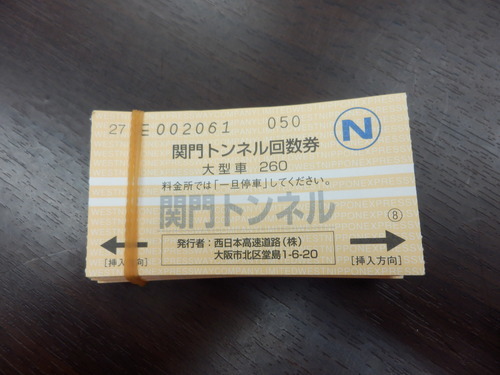 27 E 002061 050
N
関門トンネル回数券
大型車 260
料金所では「一旦停車」してください。
関門トンネル
⑧
発行者：西日本高速道路（株）
大阪市北区堂島1-6-20
［挿入方向］ ［挿入方向］